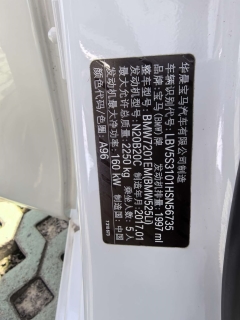 华晨宝马汽车有限公司制造
车辆识别代号: LBV5S3101HSN56735
品牌: 宝马(BMW)牌
整车型号: BMW7201EM(BMW525Li)
发动机型号: N20B20C
发动机排量: 1997 ml
制造年月: 2017.01
乘坐人数: 5 人
最大允许总质量: 2250 kg
发动机最大净功率: 160 kW
制造国: 中国
颜色代码/色圈: A96